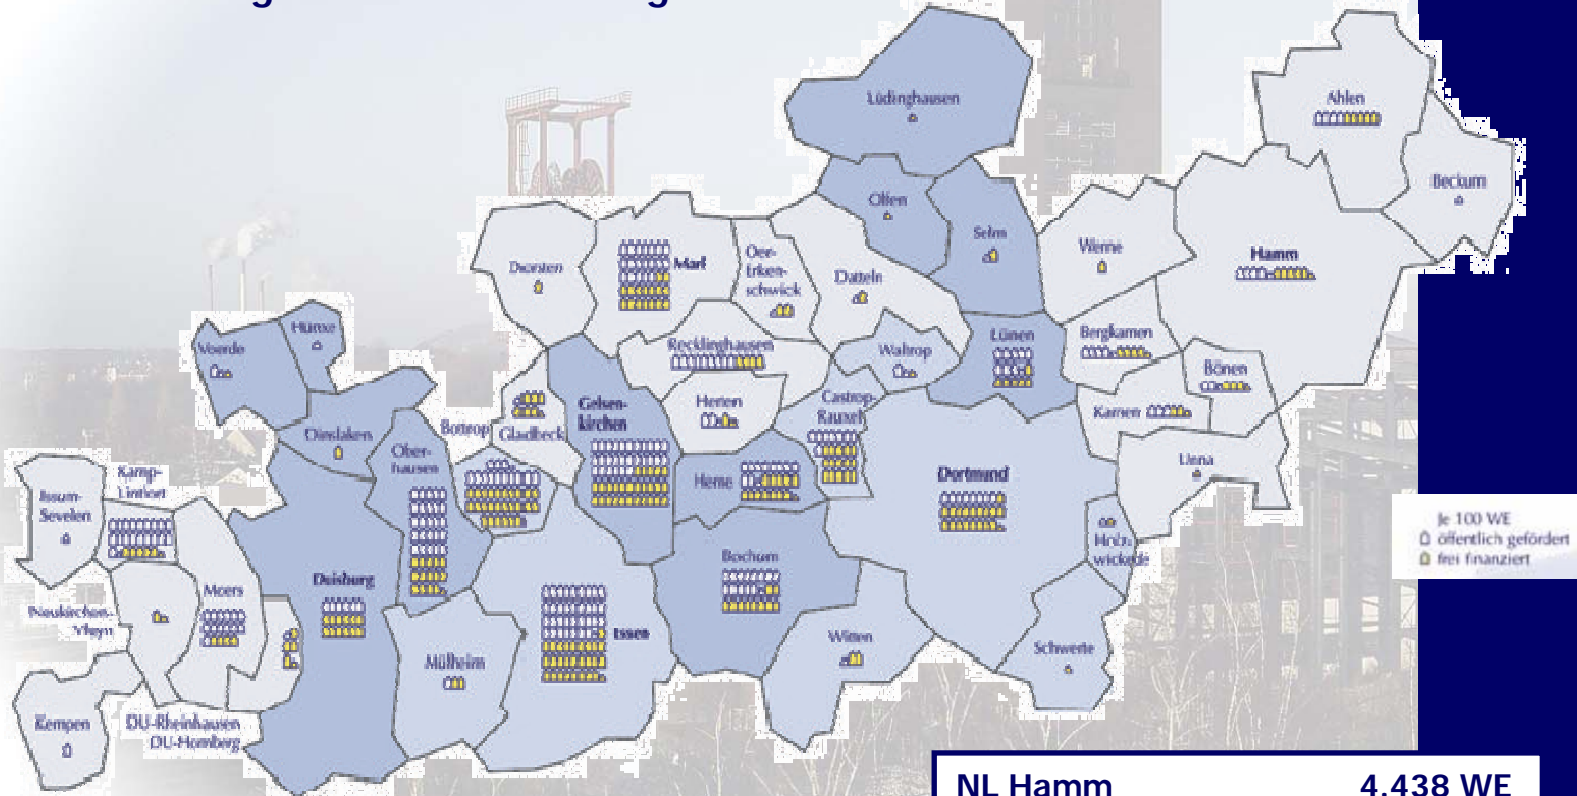 Lüdinghausen
Ahlen
Beckum
Olfen
Selm
Werne
Hamm
Dorsten
Marl
Oer-
Erken-
schwick
Datteln
Hünxe
Voerde
Recklinghausen
Waltrop
Lünen
Bergkamen
Bönen
Kamen
Herten
Castrop-
Rauxel
Gelsen-
kirchen
Bottrop
Gladbeck
Dinslaken
Ober-
hausen
Herne
Dortmund
Unna
Kamp-
Lintfort
Issum-
Sevelen
Je 100 WE
öffentlich gefördert
frei finanziert
Holz-
wickede
Bochum
Duisburg
Moers
Neukirchen-
Vluyn
Essen
Witten
Schwerte
Mülheim
Kempen
DU-Rheinhausen
DU-Homberg
NL Hamm 4.438 WE